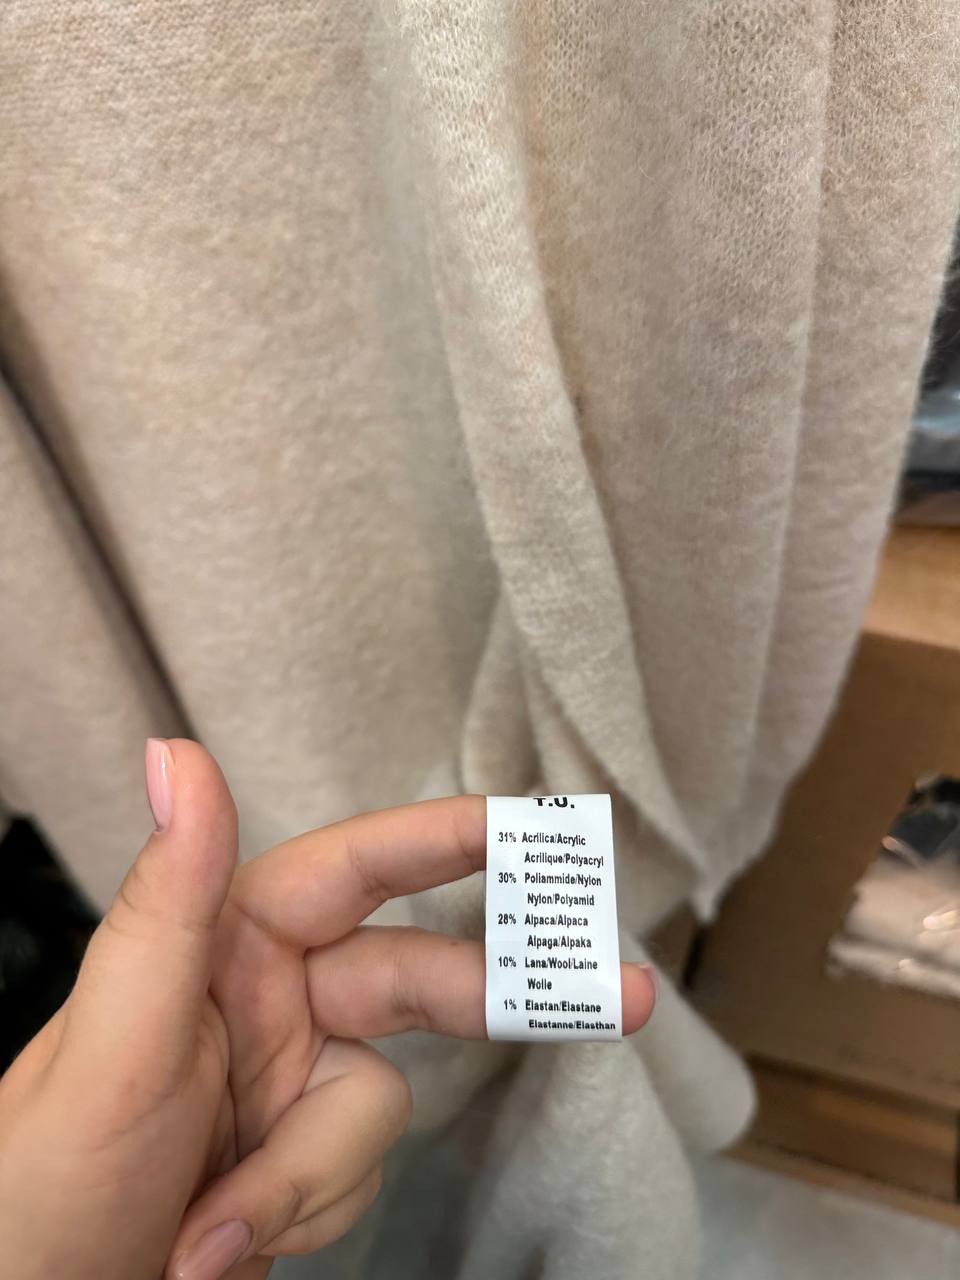 T.U.
31% Acrilica/Acrylic
Acrilique/Polyacryl
30% Poliammide/Nylon
Nylon/Polyamid
28% Alpaca/Alpaca
Alpaga/Alpaka
10% Lana/Wool/Laine
Wolle
1% Elastan/Elastane
Elastanne/Elasthan